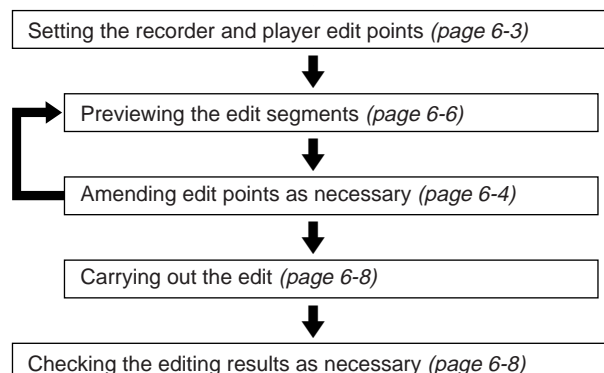 Setting the recorder and player edit points (page 6-3)
Previewing the edit segments (page 6-6)
Amending edit points as necessary (page 6-4)
Carrying out the edit (page 6-8)
Checking the editing results as necessary (page 6-8)